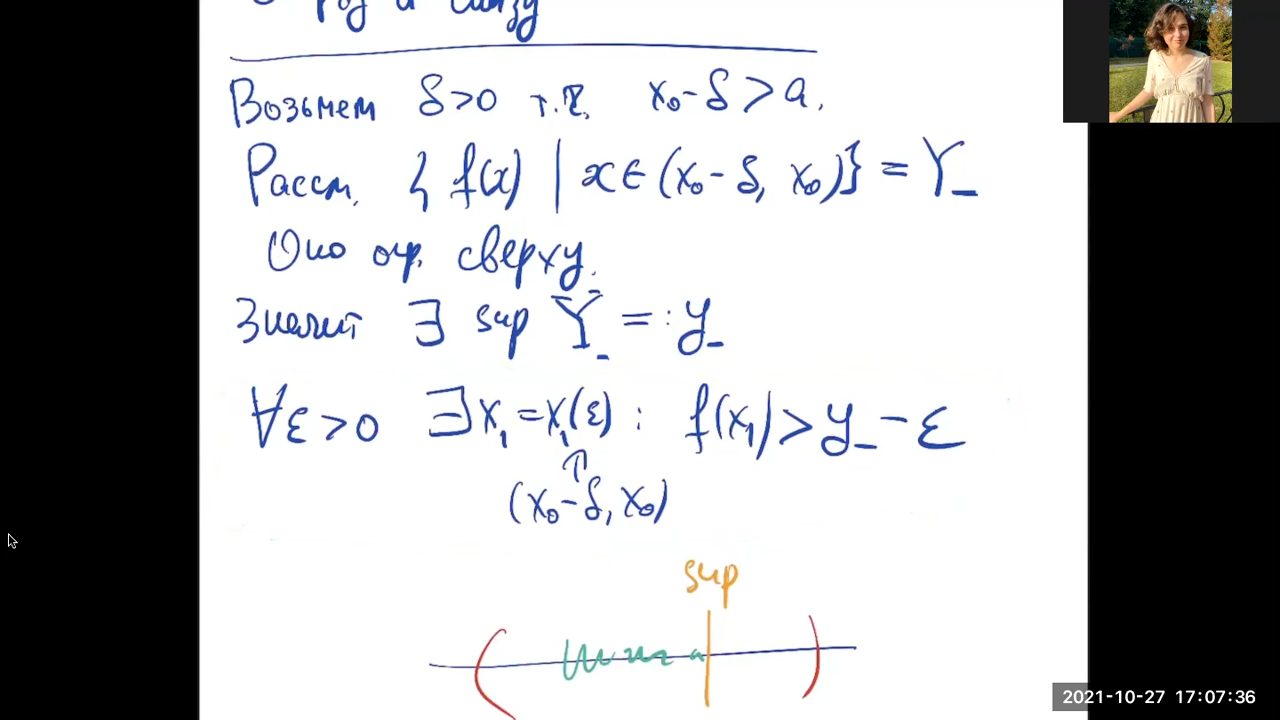 Возьмем δ>0 т.ч. x₀-δ>a.
Рассм. { f(x) | x∈(x₀-δ, x₀)} = Y₋
Оно огр. сверху.
Значит ∃ sup Y₋ =: y₋
∀ε>0 ∃x₁=x₁(ε) : f(x₁)>y₋-ε
↑
(x₀-δ, x₀)
sup
2021-10-27 17:07:36